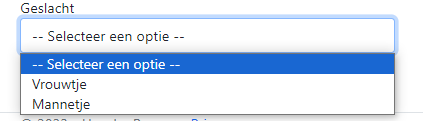 Geslacht
-- Selecteer een optie --
-- Selecteer een optie --
Vrouwtje
Mannetje